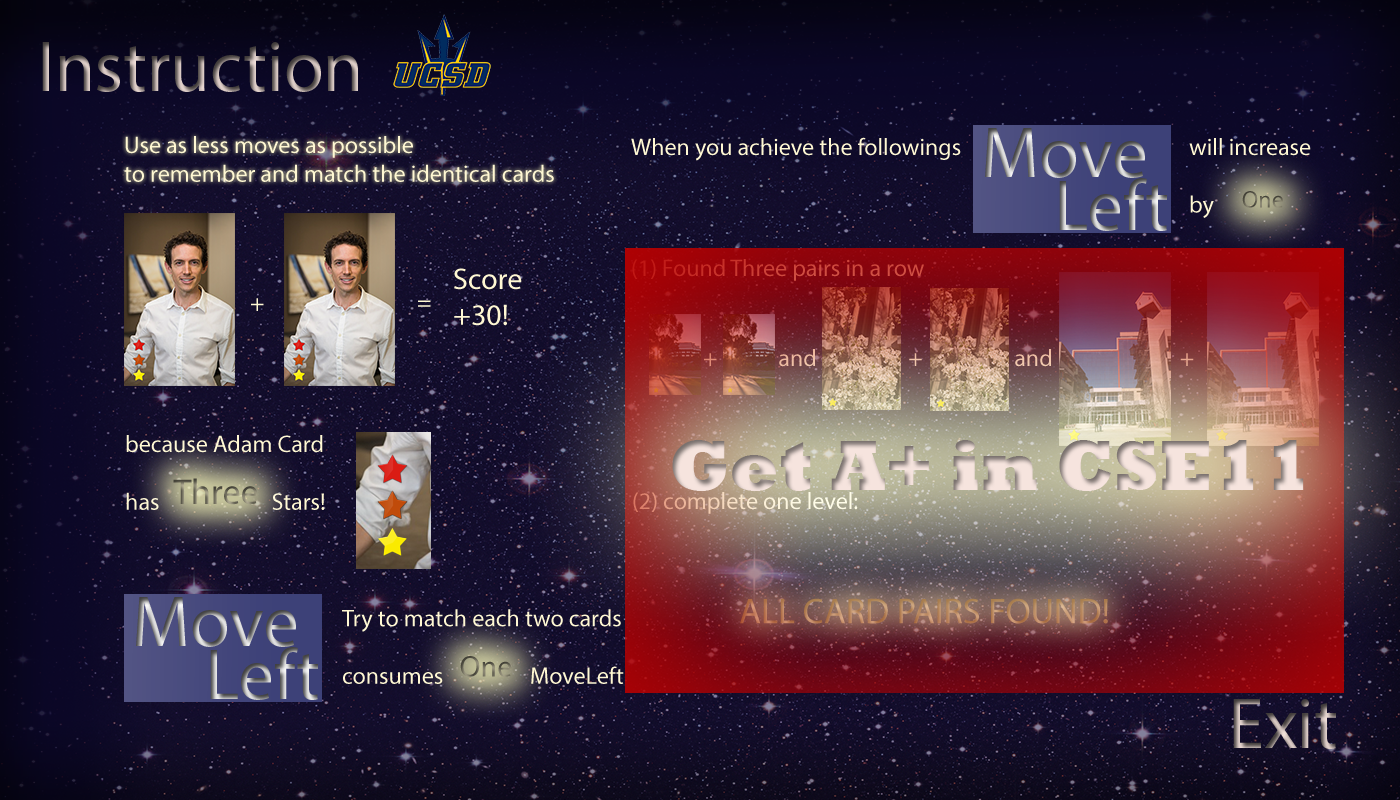 Instruction
UCSD
Use as less moves as possible
to remember and match the identical cards
+
=
Score
+30!
because Adam Card
has Three Stars!
Move
Left
Try to match each two cards
consumes One MoveLeft
When you achieve the followings Move Left will increase
by One
(1) Found Three pairs in a row
+ and + and +
Get A+ in CSE11
(2) complete one level:
ALL CARD PAIRS FOUND!
Exit